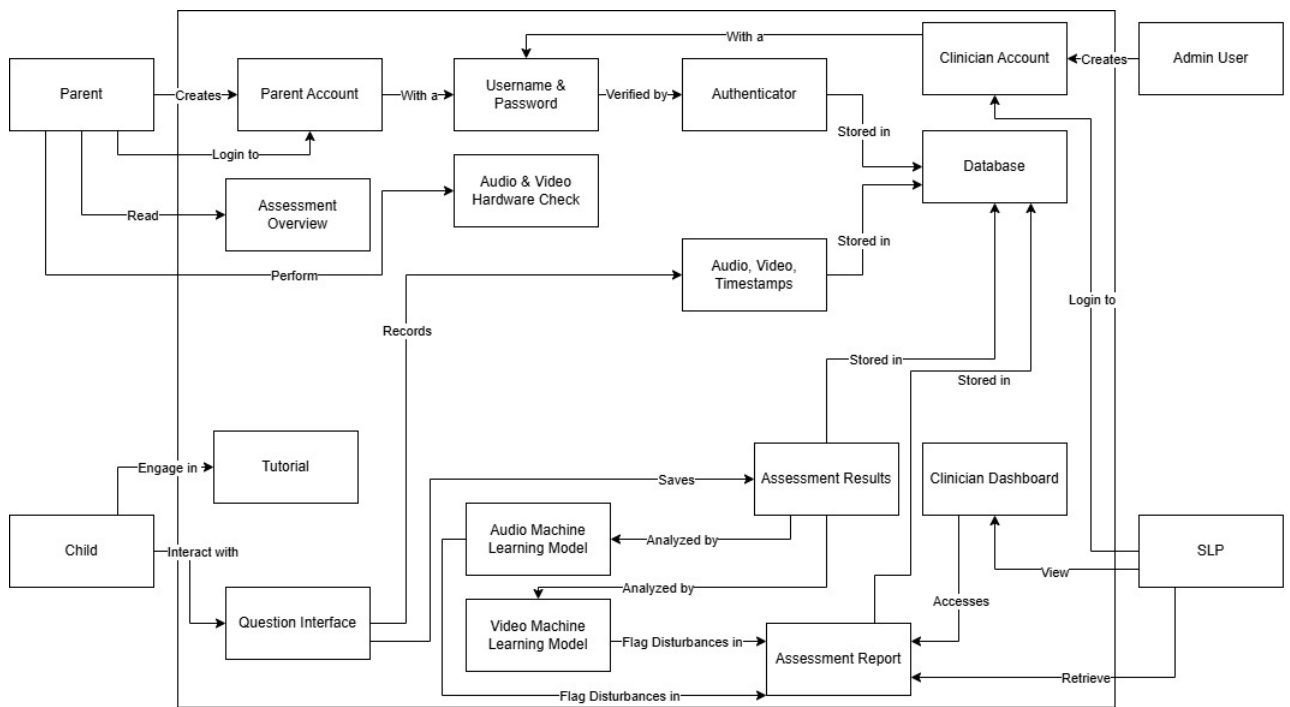 With a
Clinician Account
Creates
Admin User
Parent
Creates
Parent Account
With a
Username &
Password
Verified by
Authenticator
Stored in
Login to
Database
Audio & Video
Hardware Check
Assessment
Overview
Read
Stored in
Perform
Audio, Video,
Timestamps
Login to
Records
Stored in
Stored in
Engage in
Tutorial
Saves
Assessment Results
Clinician Dashboard
Audio Machine
Learning Model
Analyzed by
Child
Interact with
SLP
View
Analyzed by
Accesses
Question Interface
Video Machine
Learning Model
Flag Disturbances in
Assessment Report
Retrieve
Flag Disturbances in